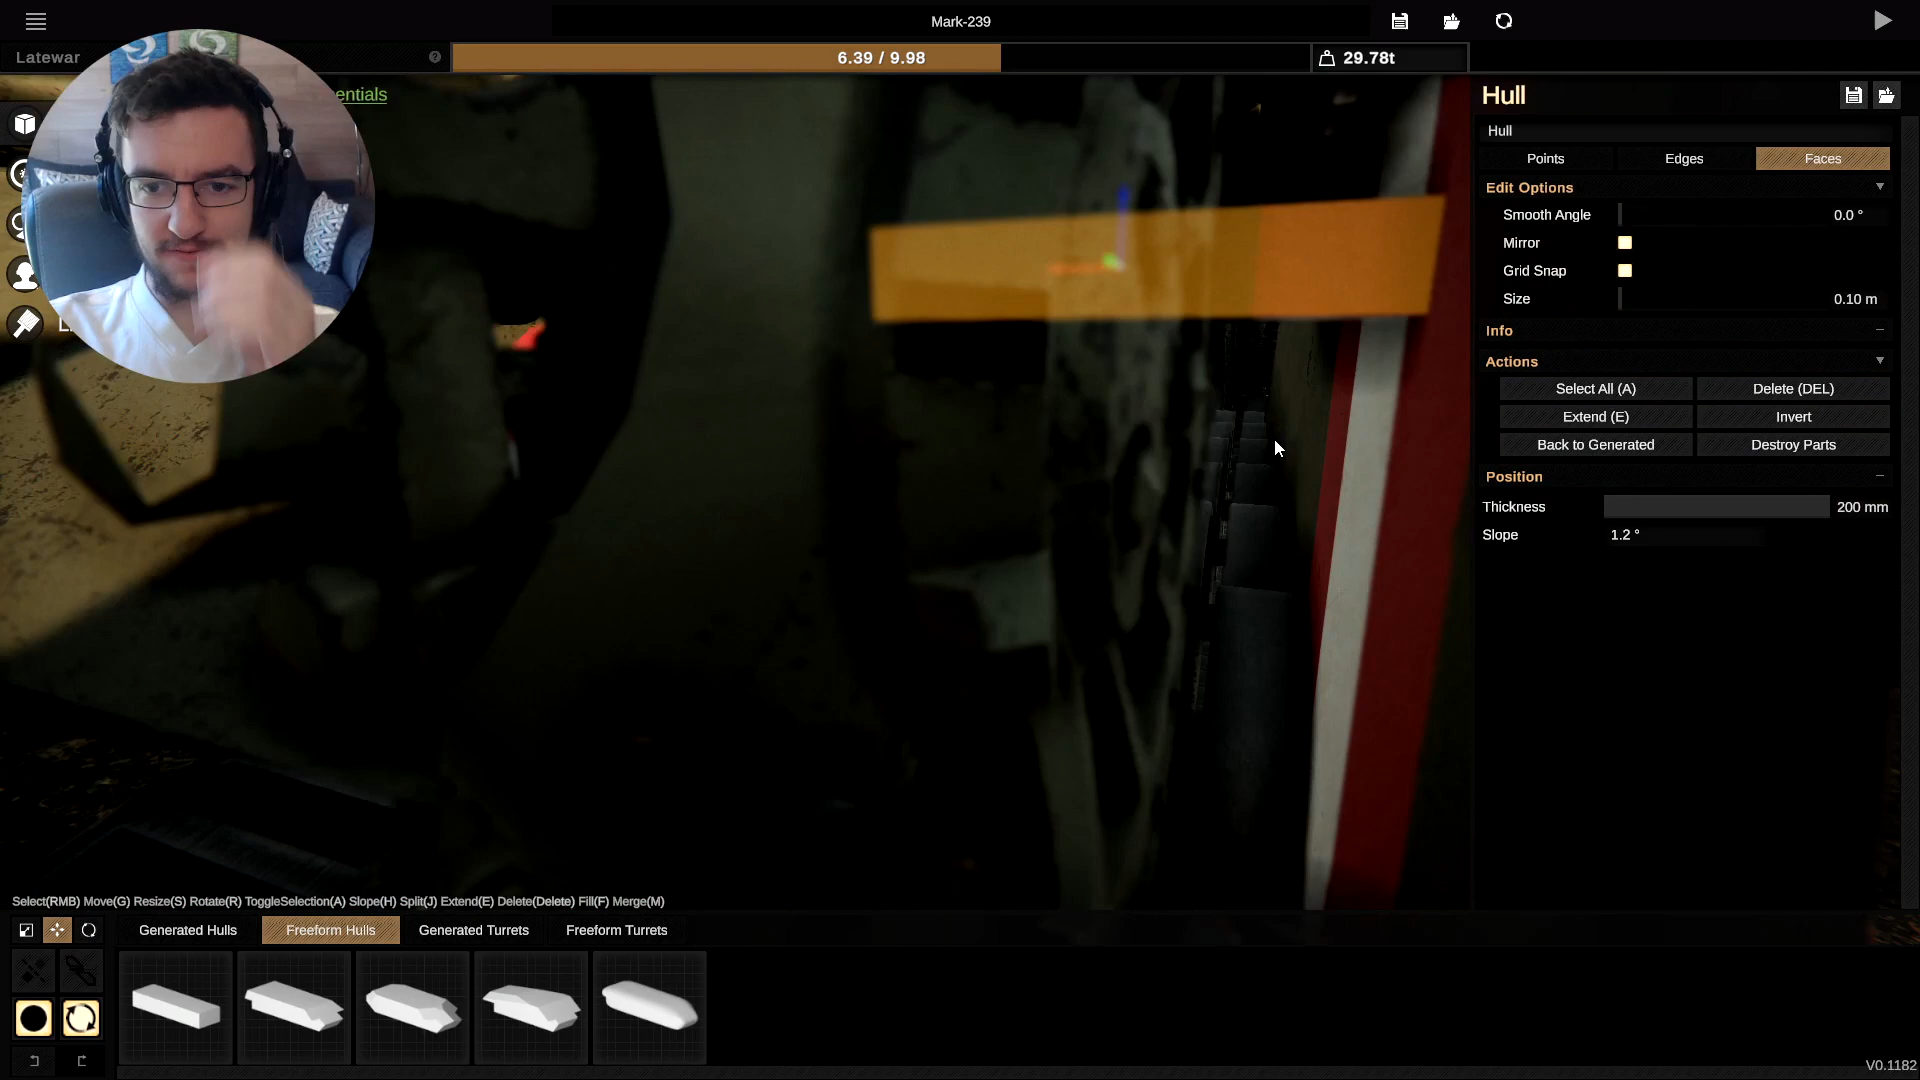 Mark-239
Latewar
6.39 / 9.98
29.78t
entials
Hull
Hull
Points Edges Faces
Edit Options
Smooth Angle 0.0 °
Mirror
Grid Snap
Size 0.10 m
Info
Actions
Select All (A) Delete (DEL)
Extend (E) Invert
Back to Generated Destroy Parts
Position
Thickness 200 mm
Slope 1.2 °
Select(RMB) Move(G) Resize(S) Rotate(R) ToggleSelection(A) Slope(H) Split(J) Extend(E) Delete(Delete) Fill(F) Merge(M)
Generated Hulls Freeform Hulls Generated Turrets Freeform Turrets
V0.1182